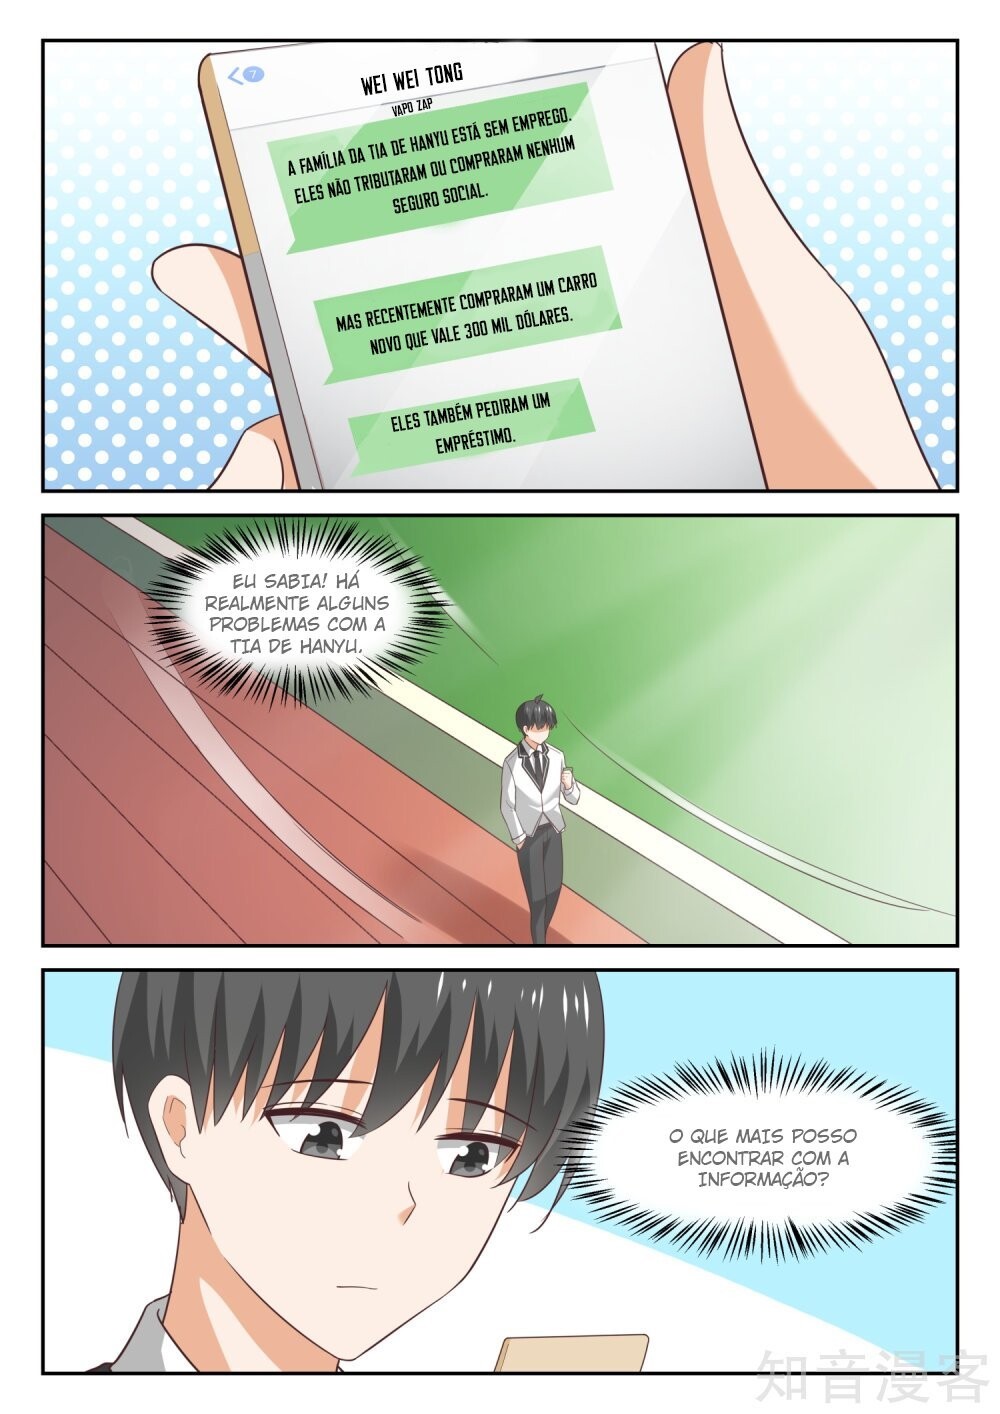 7
WEI WEI TONG
VAPO ZAP
A FAMÍLIA DA TIA DE HANYU ESTÁ SEM EMPREGO.
ELES NÃO TRIBUTARAM OU COMPRARAM NENHUM
SEGURO SOCIAL.
MAS RECENTEMENTE COMPRARAM UM CARRO
NOVO QUE VALE 300 MIL DÓLARES.
ELES TAMBÉM PEDIRAM UM
EMPRÉSTIMO.
EU SABIA! HÁ
REALMENTE ALGUNS
PROBLEMAS COM A
TIA DE HANYU.
O QUE MAIS POSSO
ENCONTRAR COM A
INFORMAÇÃO?
知音漫客